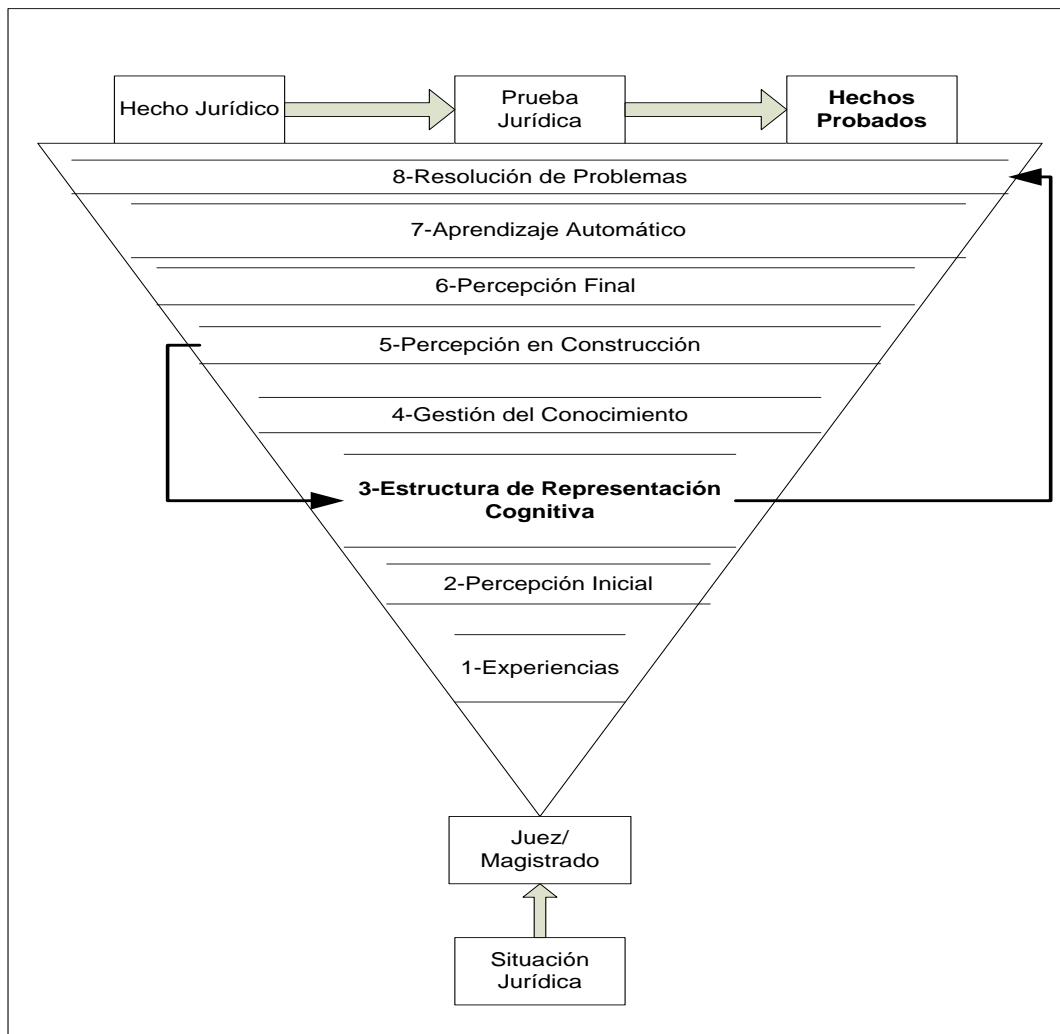 Hecho Jurídico
Prueba
Jurídica
Hechos
Probados
8-Resolución de Problemas
7-Aprendizaje Automático
6-Percepción Final
5-Percepción en Construcción
4-Gestión del Conocimiento
3-Estructura de Representación
Cognitiva
2-Percepción Inicial
1-Experiencias
Juez/
Magistrado
Situación
Jurídica